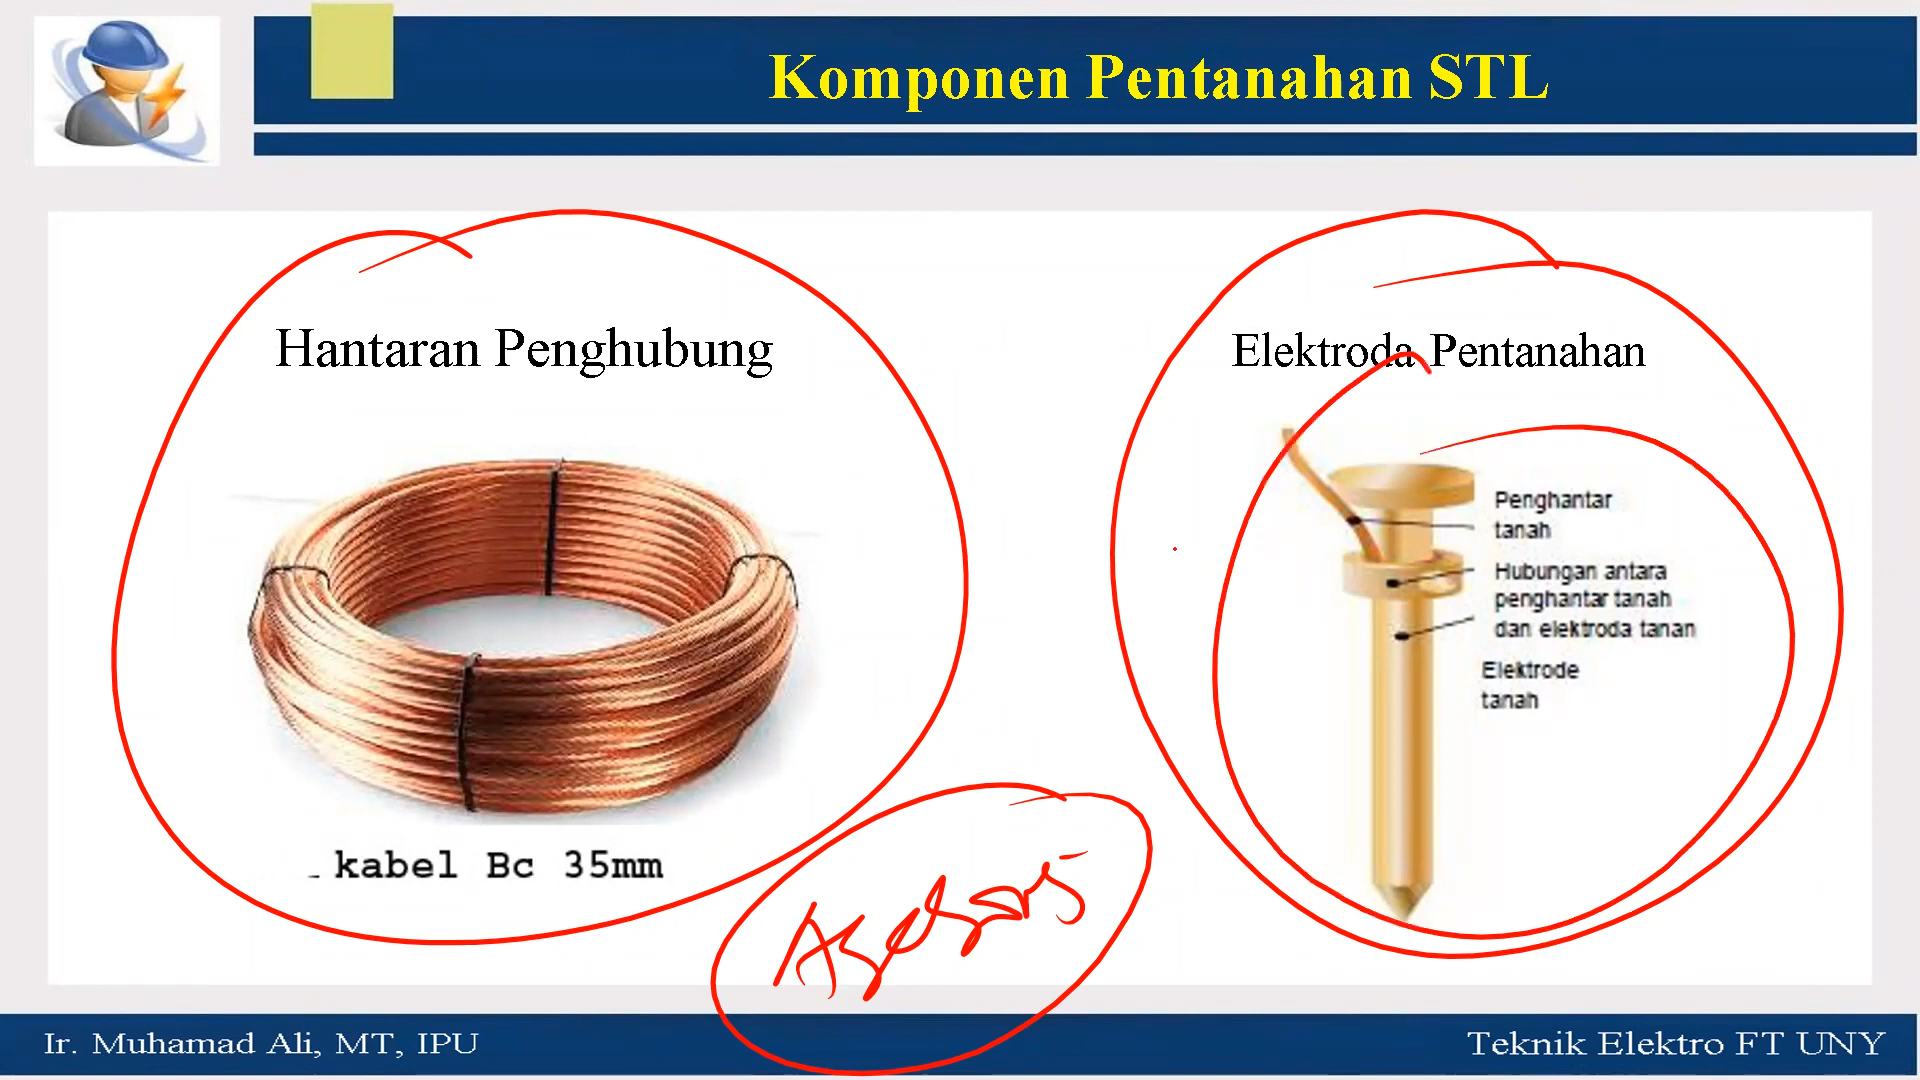 Komponen Pentanahan STL
Hantaran Penghubung
Elektroda Pentanahan
Penghantar
tanah
Hubungan antara
penghantar tanah
dan elektroda tanan
Elektrode
tanah
- kabel Bc 35mm
Ir. Muhamad Ali, MT, IPU
Teknik Elektro FT UNY